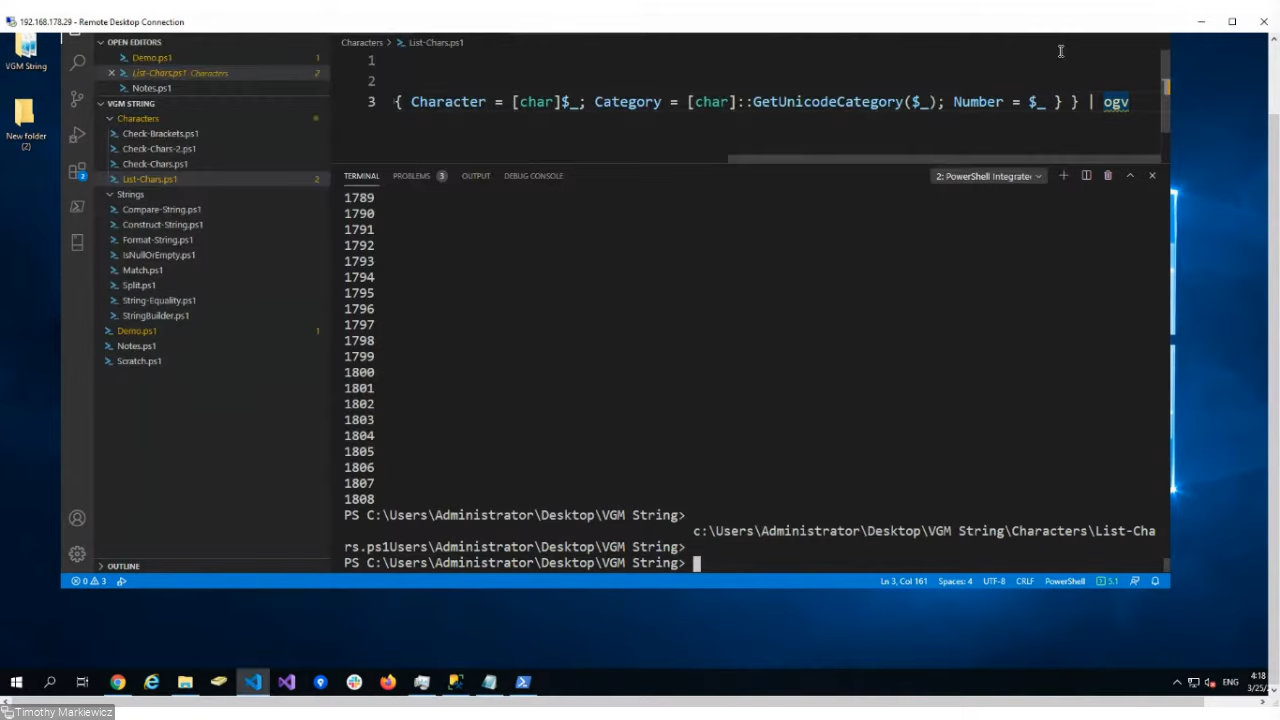 192.168.178.29 - Remote Desktop Connection
VGM String
New folder
(2)
OPEN EDITORS
Demo.ps1 1
List-Chars.ps1 Characters 2
Notes.ps1
VGM STRING
Characters
Check-Brackets.ps1
Check-Chars-2.ps1
Check-Chars.ps1
List-Chars.ps1 2
Strings
Compare-String.ps1
Construct-String.ps1
Format-String.ps1
IsNullOrEmpty.ps1
Match.ps1
Split.ps1
String-Equality.ps1
StringBuilder.ps1
Demo.ps1 1
Notes.ps1
Scratch.ps1
OUTLINE
2
Characters > List-Chars.ps1
1
2
3 { Character = [char]$_; Category = [char]::GetUnicodeCategory($_); Number = $_ } } | ogv
TERMINAL PROBLEMS 3 OUTPUT DEBUG CONSOLE 2: PowerShell Integrate
1789
1790
1791
1792
1793
1794
1795
1796
1797
1798
1799
1800
1801
1802
1803
1804
1805
1806
1807
1808
PS C:\Users\Administrator\Desktop\VGM String>
c:\Users\Administrator\Desktop\VGM String\Characters\List-Cha
rs.ps1Users\Administrator\Desktop\VGM String>
PS C:\Users\Administrator\Desktop\VGM String>
0 3 Ln 3, Col 161 Spaces: 4 UTF-8 CRLF PowerShell 5.1
ENG
4:18
3/25/2
Timothy Markiewicz